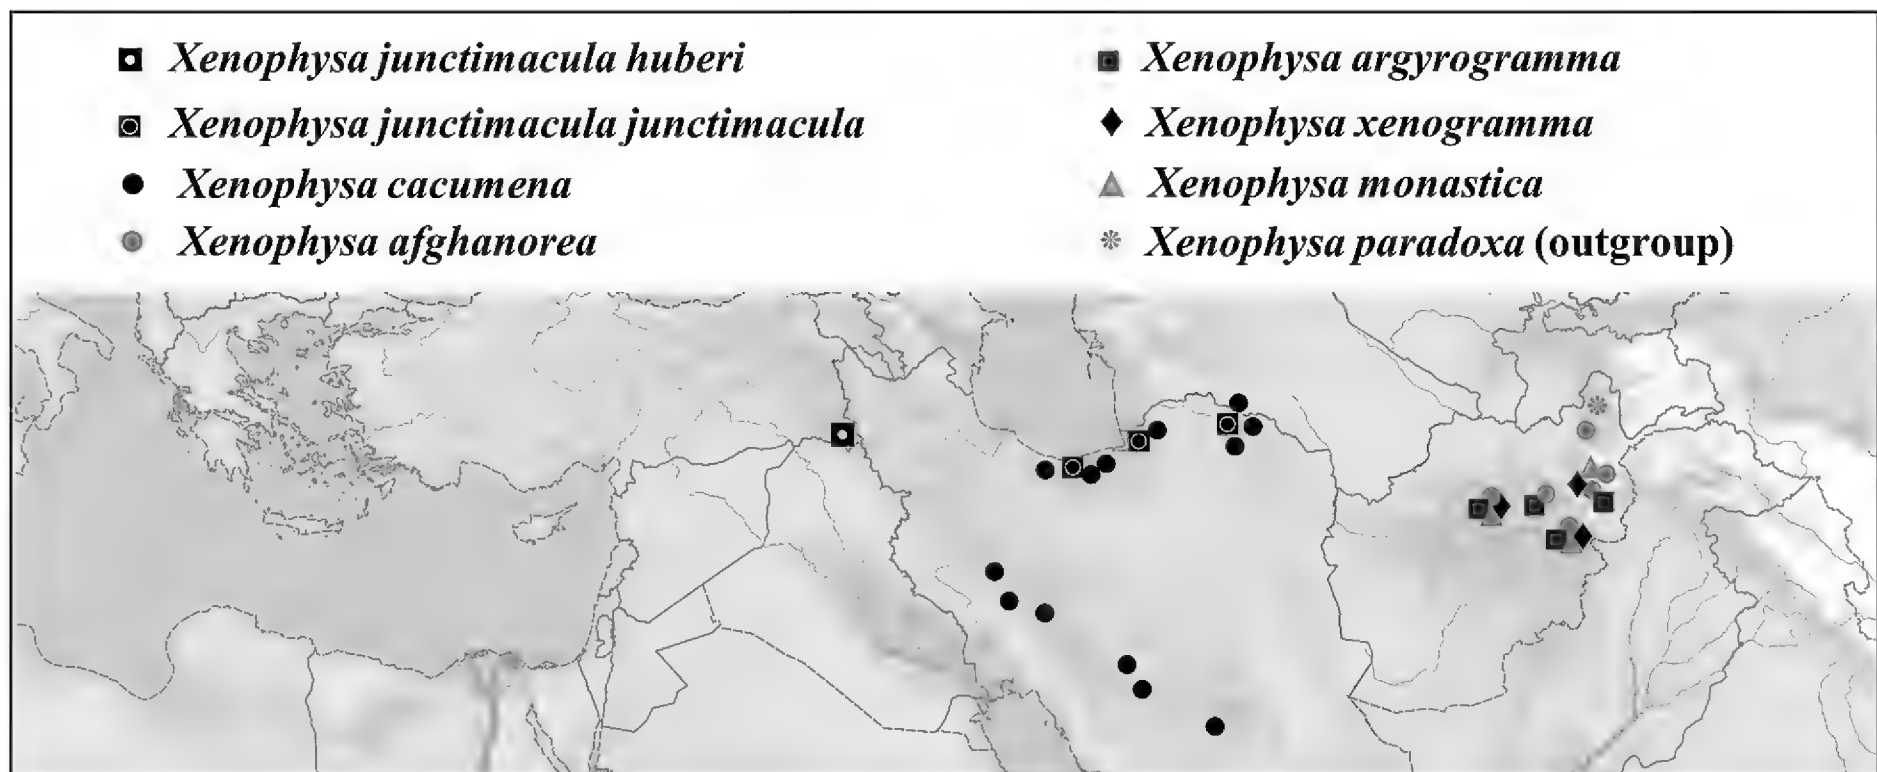 Xenophysa junctimacula huberi
Xenophysa junctimacula junctimacula
Xenophysa cacumena
Xenophysa afghanorea
Xenophysa argyrogramma
Xenophysa xenogramma
Xenophysa monastica
Xenophysa paradoxa (outgroup)